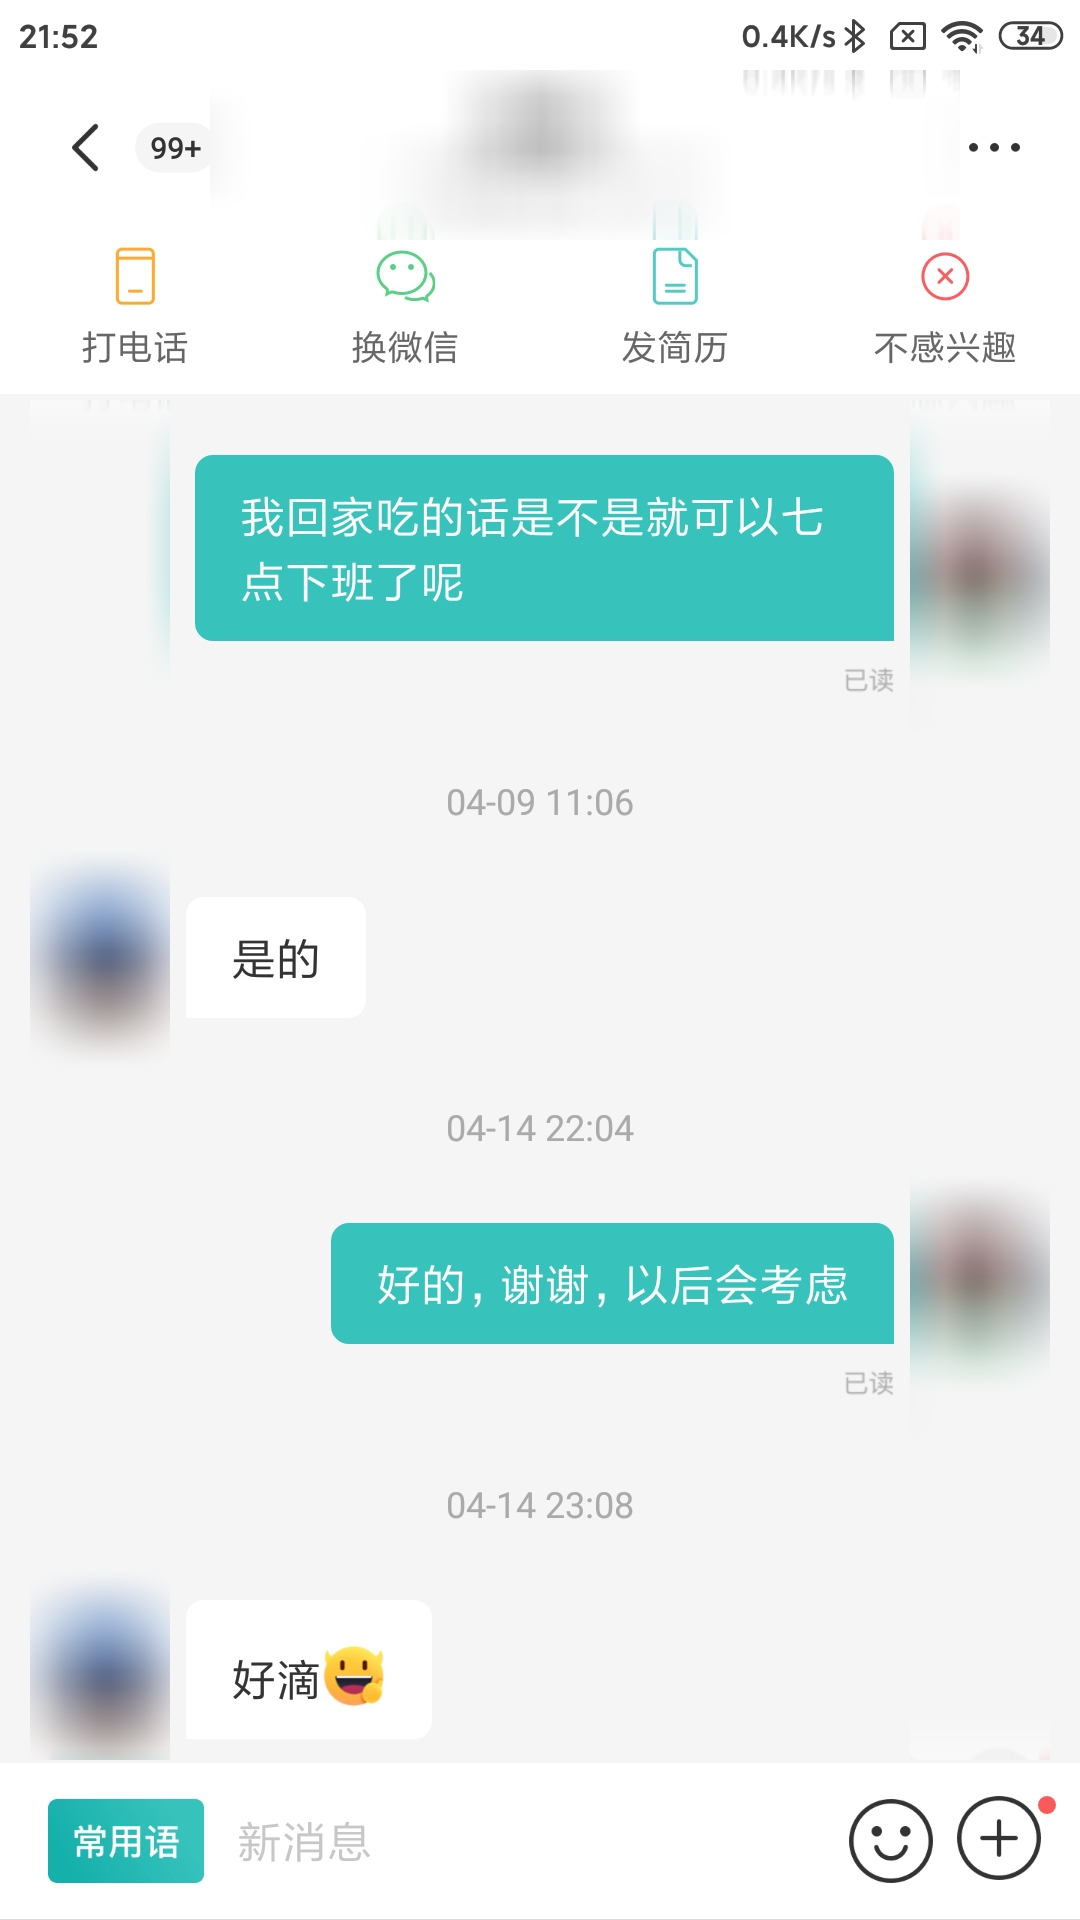 21:52 0.4K/s 34
99+
打电话 换微信 发简历 不感兴趣
我回家吃的话是不是就可以七
点下班了呢
已读
04-09 11:06
是的
04-14 22:04
好的，谢谢，以后会考虑
已读
04-14 23:08
好滴
常用语 新消息